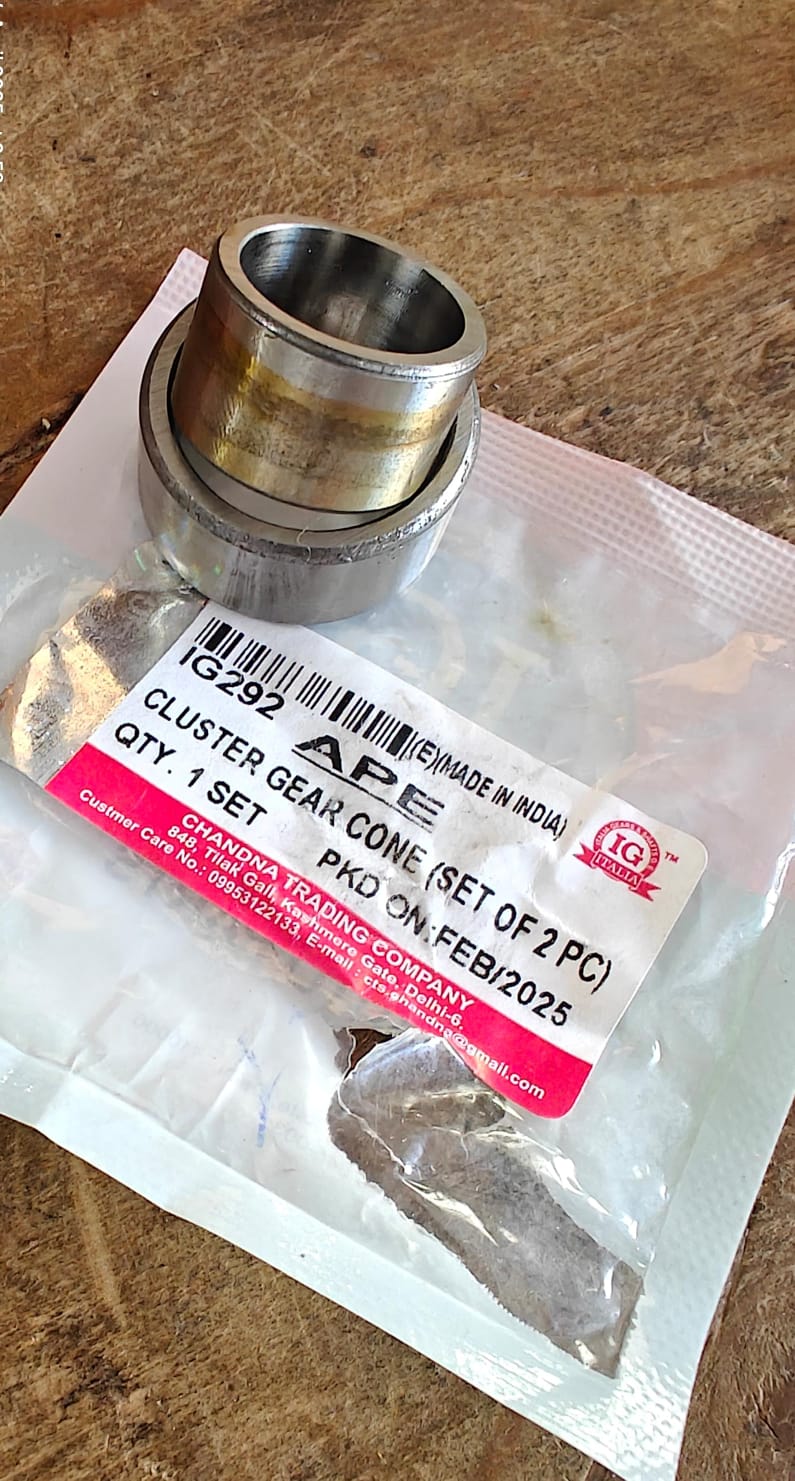 IG292
(E)(MADE IN INDIA)
APE
CLUSTER GEAR CONE (SET OF 2 PC)
QTY. 1 SET
PKD ON:FEB/2025
IG
ITALIA
TM
CHANDNA TRADING COMPANY
848, Tilak Gali, Kashmere Gate, Delhi-6.
Custmer Care No.: 09953122133, E-mail : cts.chandna@gmail.com